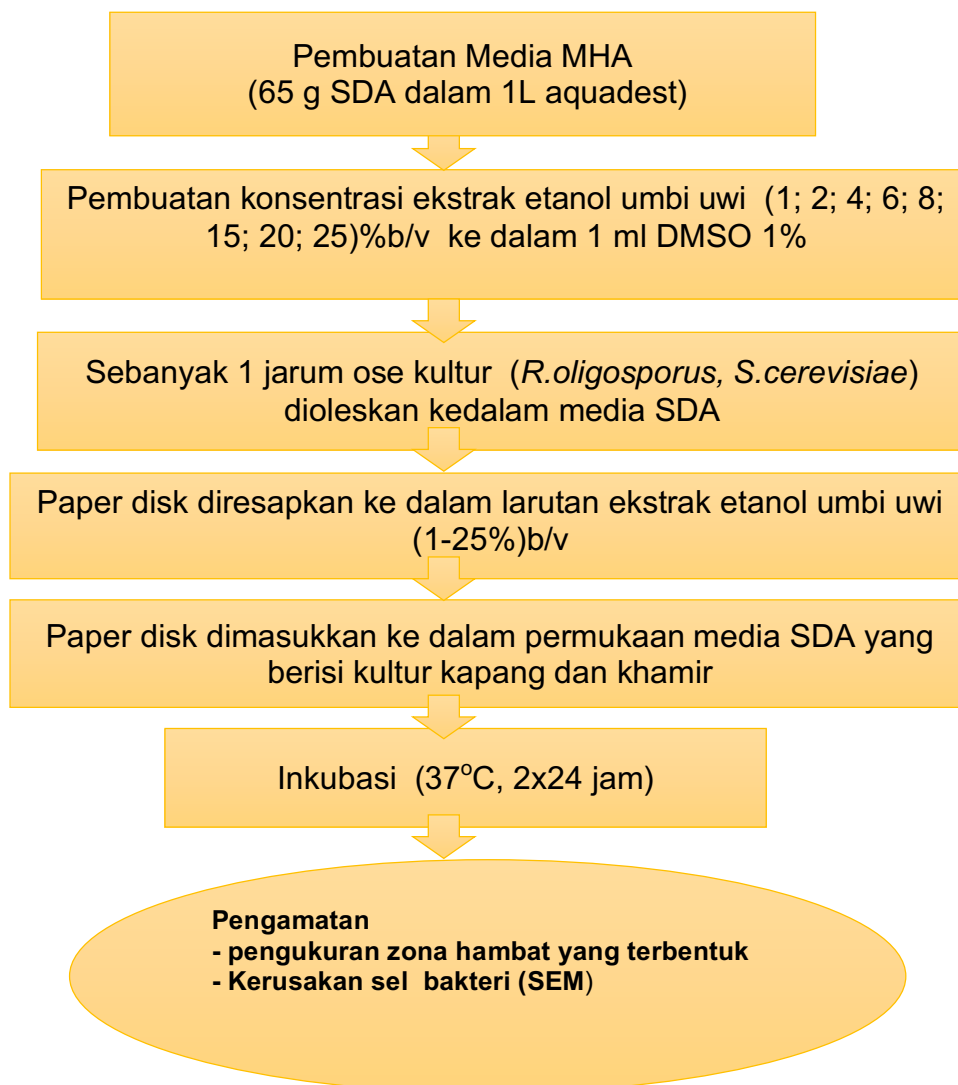 Pembuatan Media MHA
(65 g SDA dalam 1L aquadest)
Pembuatan konsentrasi ekstrak etanol umbi uwi (1; 2; 4; 6; 8;
15; 20; 25)%b/v ke dalam 1 ml DMSO 1%
Sebanyak 1 jarum ose kultur (R.oligosporus, S.cerevisiae)
dioleskan kedalam media SDA
Paper disk diresapkan ke dalam larutan ekstrak etanol umbi uwi
(1-25%)b/v
Paper disk dimasukkan ke dalam permukaan media SDA yang
berisi kultur kapang dan khamir
Inkubasi (37°C, 2x24 jam)
Pengamatan
- pengukuran zona hambat yang terbentuk
- Kerusakan sel bakteri (SEM)